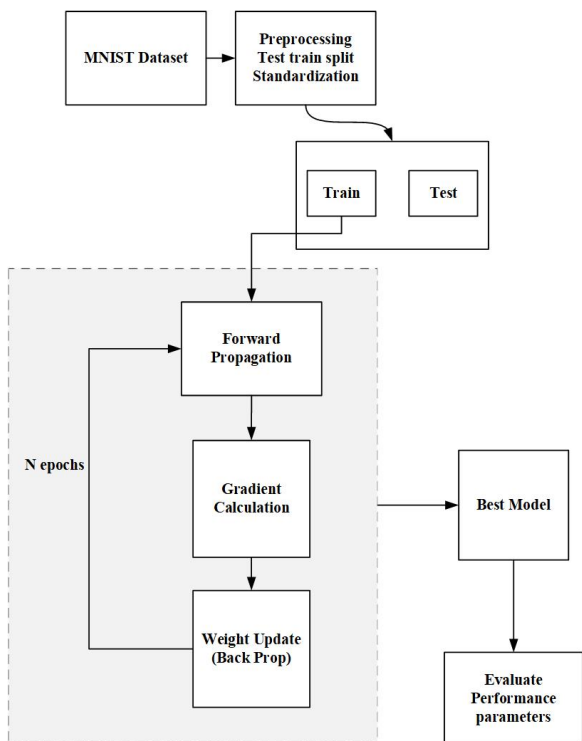 MNIST Dataset
Preprocessing
Test train split
Standardization
Train
Test
Forward
Propagation
N epochs
Gradient
Calculation
Best Model
Weight Update
(Back Prop)
Evaluate
Performance
parameters